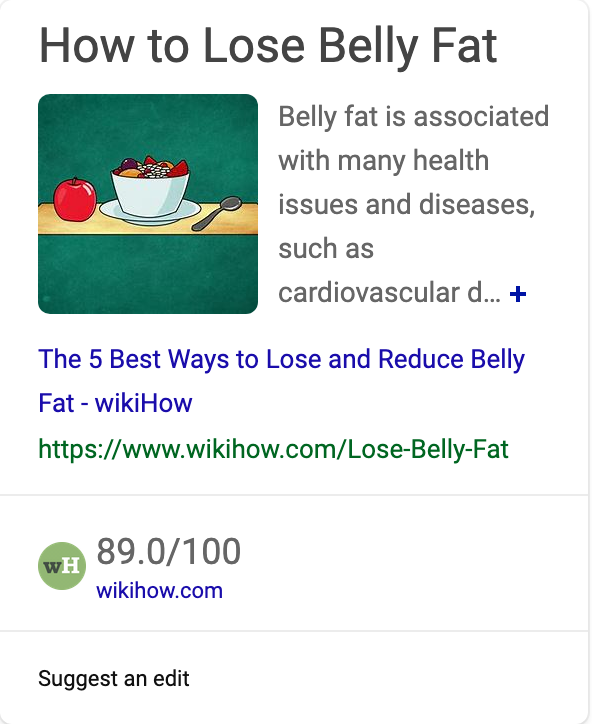 How to Lose Belly Fat
Belly fat is associated
with many health
issues and diseases,
such as
cardiovascular d... +
The 5 Best Ways to Lose and Reduce Belly
Fat - wikiHow
https://www.wikihow.com/Lose-Belly-Fat
wH
89.0/100
wikihow.com
Suggest an edit